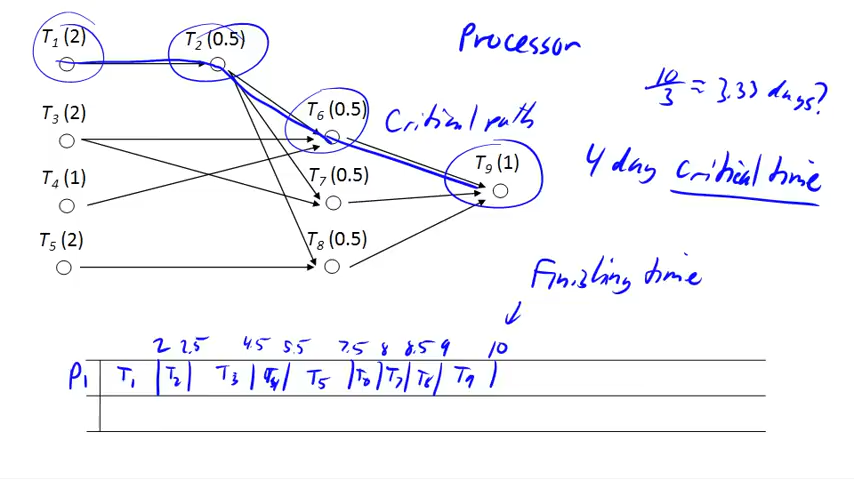 T1 (2)
T2 (0.5)
Processor
10/3 = 3.33 days?
T3 (2)
T6 (0.5)
Critical path
T4 (1)
T7 (0.5)
T9 (1)
4 day critical time
T5 (2)
T8 (0.5)
Finishing time
2 2.5 4.5 5.5 7.5 8 8.5 9 10
P1 T1 T2 T3 T4 T5 T6 T7 T8 T9